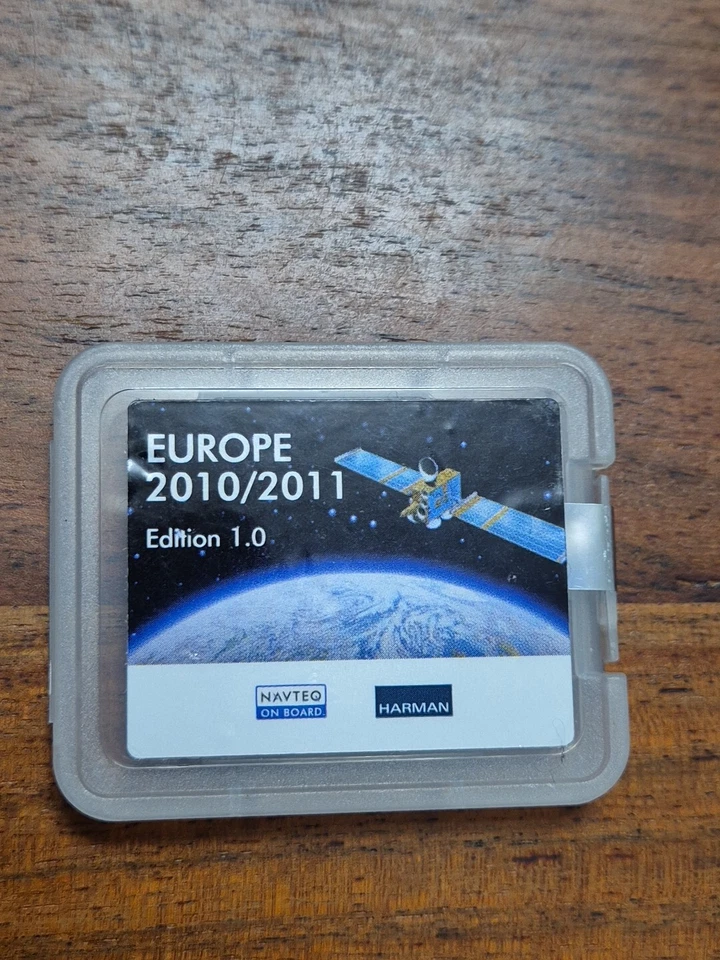 EUROPE
2010/2011
Edition 1.0
NAVTEQ
ON BOARD.
HARMAN